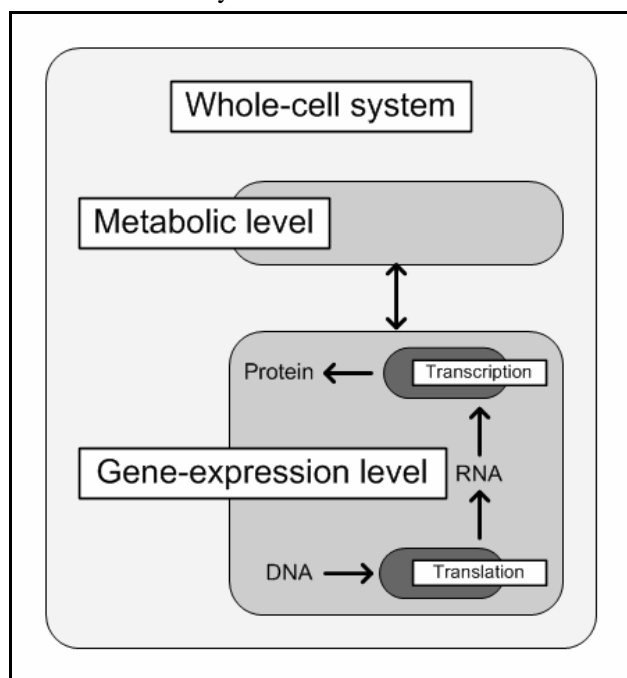 Whole-cell system
Metabolic level
Protein
Transcription
Gene-expression level
RNA
DNA
Translation